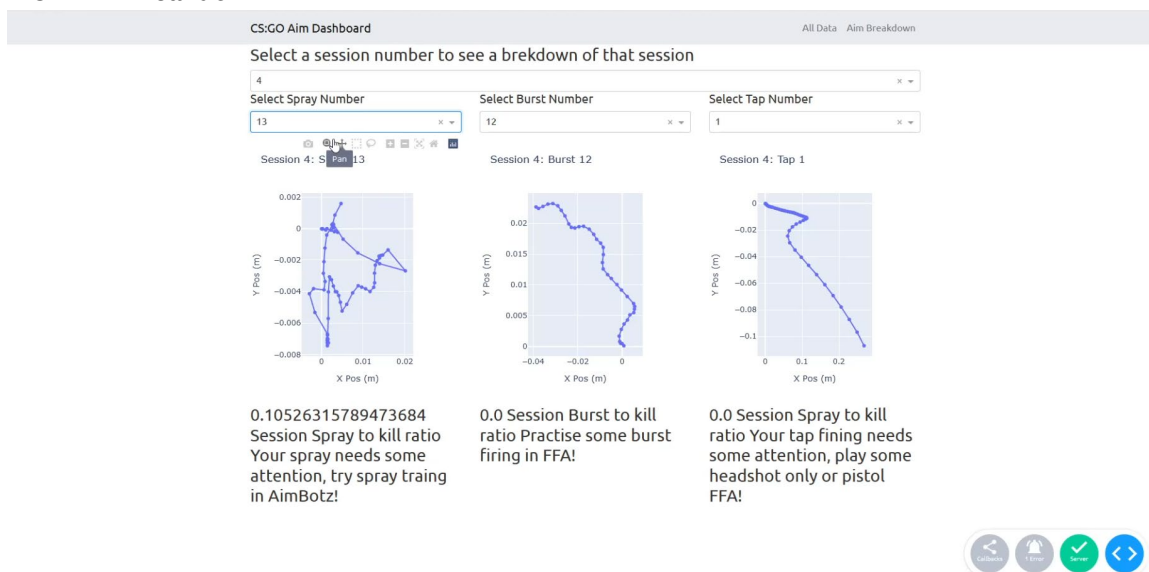 CS:GO Aim Dashboard
All Data Aim Breakdown
Select a session number to see a brekdown of that session
4
Select Spray Number
Select Burst Number
Select Tap Number
13
12
1
Pan
Session 4: S 13
Session 4: Burst 12
Session 4: Tap 1
0.002
0
−0.002
−0.004
−0.006
−0.008
Y Pos (m)
0
0.01
0.02
X Pos (m)
0.02
0.015
0.01
0.005
0
Y Pos (m)
−0.04
−0.02
0
X Pos (m)
0
−0.02
−0.04
−0.06
−0.08
−0.1
Y Pos (m)
0
0.1
0.2
X Pos (m)
0.10526315789473684
Session Spray to kill ratio
Your spray needs some
attention, try spray traing
in AimBotz!
0.0 Session Burst to kill
ratio Practise some burst
firing in FFA!
0.0 Session Spray to kill
ratio Your tap fining needs
some attention, play some
headshot only or pistol
FFA!
Callbacks
1 Error
Server